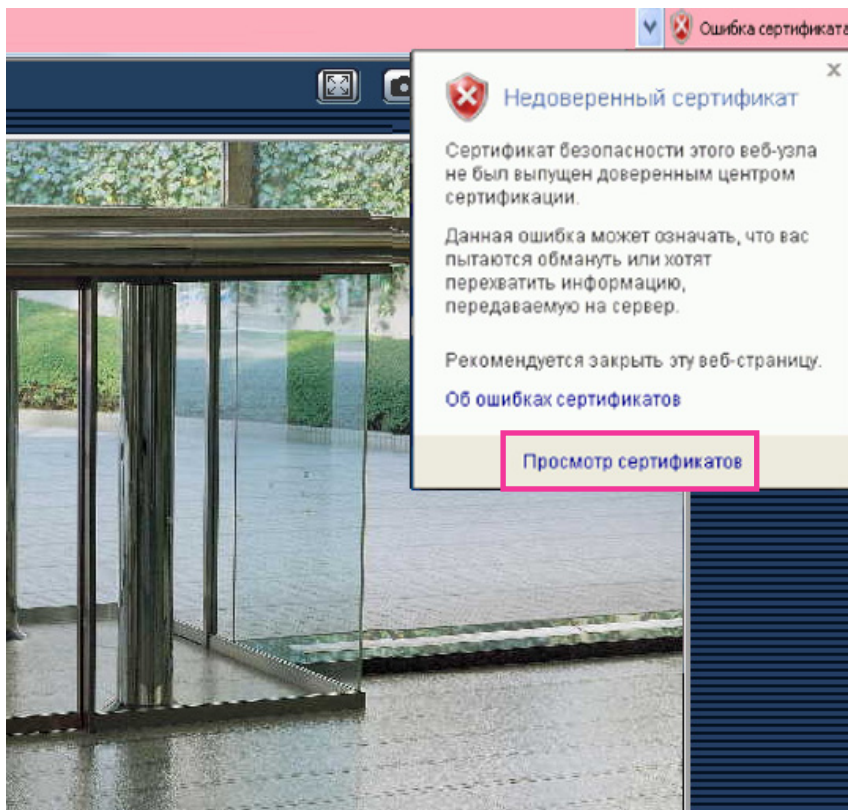 Ошибка сертификата
Недоверенный сертификат
Сертификат безопасности этого веб-узла
не был выпущен доверенным центром
сертификации.
Данная ошибка может означать, что вас
пытаются обмануть или хотят
перехватить информацию,
передаваемую на сервер.
Рекомендуется закрыть эту веб-страницу.
Об ошибках сертификатов
Просмотр сертификатов